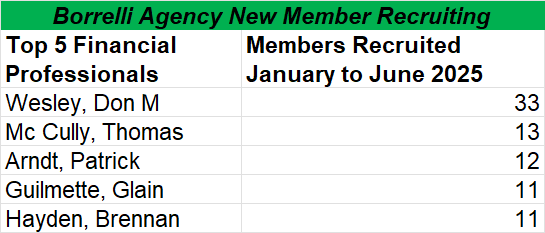 Borrelli Agency New Member Recruiting
Top 5 Financial Professionals Members Recruited January to June 2025
Wesley, Don M 33
Mc Cully, Thomas 13
Arndt, Patrick 12
Guilmette, Glain 11
Hayden, Brennan 11